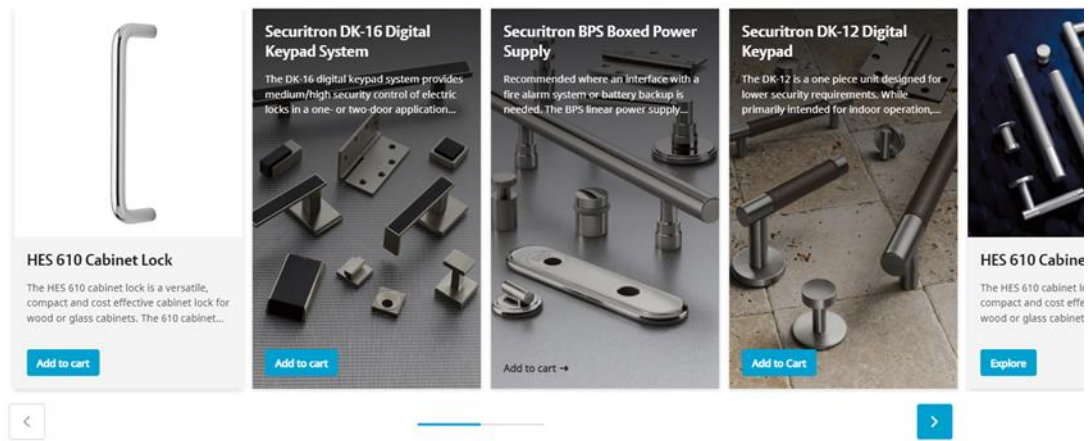 HES 610 Cabinet Lock
The HES 610 cabinet lock is a versatile,
compact and cost effective cabinet lock for
wood or glass cabinets. The 610 cabinet...
Add to cart
Securitron DK-16 Digital
Keypad System
The DK-16 digital keypad system provides
medium/high security control of electric
locks in a one- or two-door application...
Add to cart
Securitron BPS Boxed Power
Supply
Recommended where an interface with a
fire alarm system or battery backup is
needed. The BPS linear power supply...
Add to cart →
Securitron DK-12 Digital
Keypad
The DK-12 is a one piece unit designed for
lower security requirements. While
primarily intended for indoor operation,...
Add to Cart
HES 610 Cabine
The HES 610 cabinet l
compact and cost effe
wood or glass cabinet
Explore